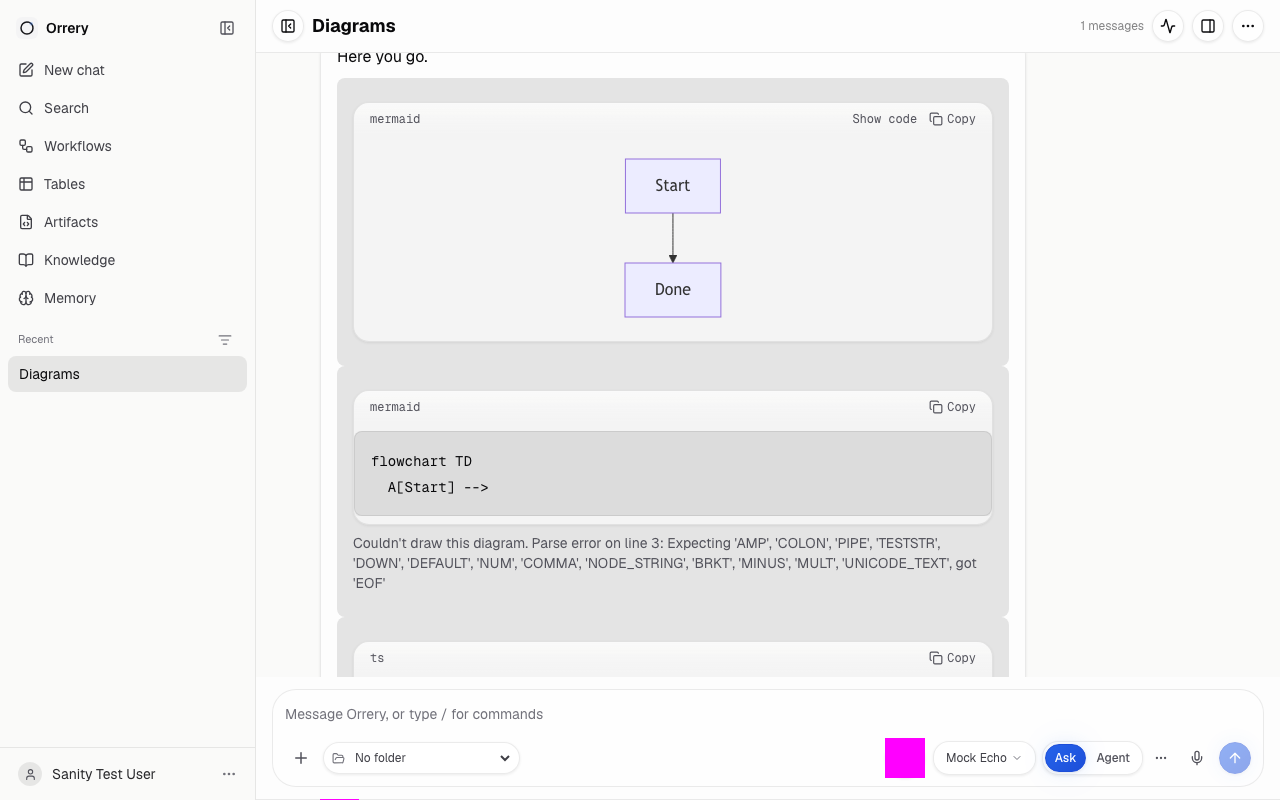 Orrery
New chat
Search
Workflows
Tables
Artifacts
Knowledge
Memory
Recent
Diagrams
Sanity Test User
Diagrams
1 messages
Here you go.
mermaid
Show code
Copy
Start
Done
mermaid
Copy
flowchart TD
  A[Start] -->
Couldn't draw this diagram. Parse error on line 3: Expecting 'AMP', 'COLON', 'PIPE', 'TESTSTR',
'DOWN', 'DEFAULT', 'NUM', 'COMMA', 'NODE_STRING', 'BRKT', 'MINUS', 'MULT', 'UNICODE_TEXT', got
'EOF'
ts
Copy
Message Orrery, or type / for commands
No folder
Mock Echo
Ask
Agent